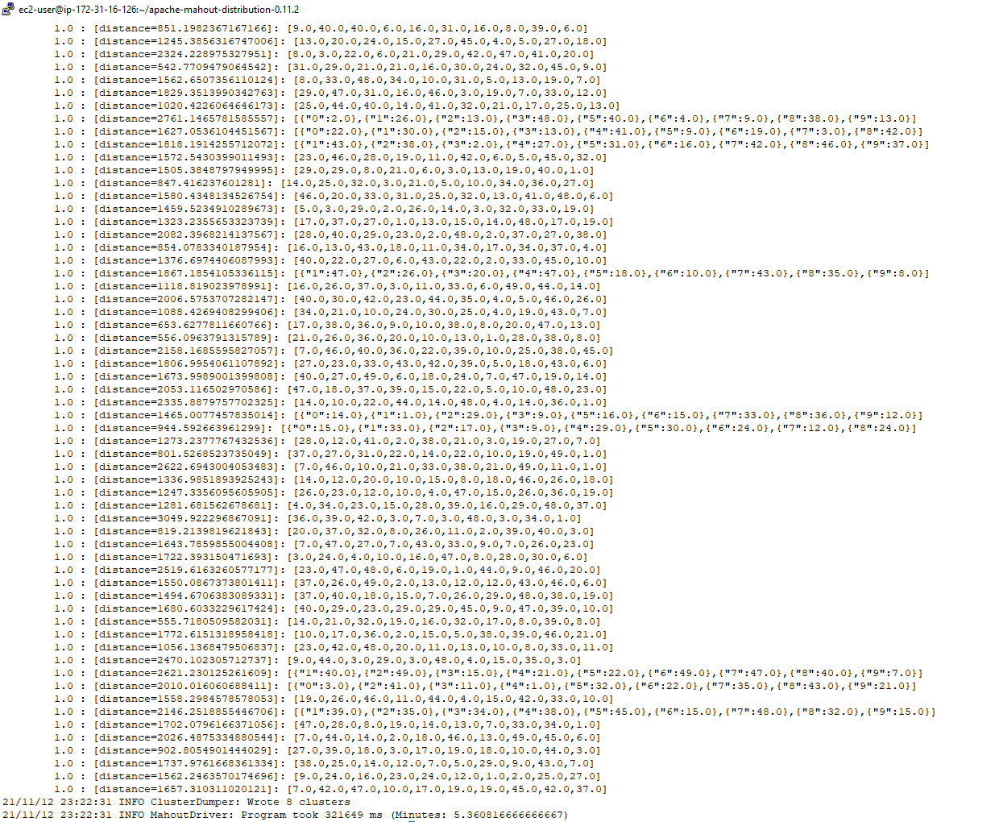 ec2-user@ip-172-31-16-126:~/apache-mahout-distribution-0.11.2
1.0 : [distance=851.1982367167166]: [9.0,40.0,40.0,6.0,16.0,31.0,16.0,8.0,39.0,6.0]
1.0 : [distance=1245.3856316747006]: [13.0,20.0,24.0,15.0,27.0,45.0,4.0,5.0,27.0,18.0]
1.0 : [distance=2324.228975327951]: [8.0,3.0,22.0,6.0,21.0,29.0,42.0,47.0,41.0,20.0]
1.0 : [distance=542.7709479064542]: [31.0,29.0,21.0,21.0,16.0,30.0,24.0,32.0,45.0,9.0]
1.0 : [distance=1562.6507356110124]: [8.0,33.0,48.0,34.0,10.0,31.0,5.0,13.0,19.0,7.0]
1.0 : [distance=1829.3513990342763]: [29.0,47.0,31.0,16.0,46.0,3.0,19.0,7.0,33.0,12.0]
1.0 : [distance=1020.4226064646173]: [25.0,44.0,40.0,14.0,41.0,32.0,21.0,17.0,25.0,13.0]
1.0 : [distance=2761.1465781585557]: [{"0":2.0},{"1":26.0},{"2":13.0},{"3":48.0},{"5":40.0},{"6":4.0},{"7":9.0},{"8":38.0},{"9":13.0}]
1.0 : [distance=1627.0536104451567]: [{"0":22.0},{"1":30.0},{"2":15.0},{"3":13.0},{"4":41.0},{"5":9.0},{"6":19.0},{"7":3.0},{"8":42.0}]
1.0 : [distance=1818.1914255712072]: [{"1":43.0},{"2":38.0},{"3":2.0},{"4":27.0},{"5":31.0},{"6":16.0},{"7":42.0},{"8":46.0},{"9":37.0}]
1.0 : [distance=1572.5430399011493]: [23.0,46.0,28.0,19.0,11.0,42.0,6.0,5.0,45.0,32.0]
1.0 : [distance=1505.3848797949995]: [29.0,29.0,8.0,21.0,6.0,3.0,13.0,19.0,40.0,1.0]
1.0 : [distance=847.416237601281]: [14.0,25.0,32.0,3.0,21.0,5.0,10.0,34.0,36.0,27.0]
1.0 : [distance=1580.4348134526754]: [46.0,20.0,33.0,31.0,25.0,32.0,13.0,41.0,48.0,6.0]
1.0 : [distance=1459.5234910289673]: [5.0,3.0,29.0,2.0,26.0,14.0,3.0,32.0,33.0,19.0]
1.0 : [distance=1323.2355653323739]: [17.0,37.0,27.0,1.0,13.0,15.0,14.0,48.0,17.0,19.0]
1.0 : [distance=2082.3968214137567]: [28.0,40.0,29.0,23.0,2.0,48.0,2.0,37.0,27.0,38.0]
1.0 : [distance=854.0783340187954]: [16.0,13.0,43.0,18.0,11.0,34.0,17.0,34.0,37.0,4.0]
1.0 : [distance=1376.6974406087993]: [40.0,22.0,27.0,6.0,43.0,22.0,2.0,33.0,45.0,10.0]
1.0 : [distance=1867.1854105336115]: [{"1":47.0},{"2":26.0},{"3":20.0},{"4":47.0},{"5":18.0},{"6":10.0},{"7":43.0},{"8":35.0},{"9":8.0}]
1.0 : [distance=1118.819023978991]: [16.0,26.0,37.0,3.0,11.0,33.0,6.0,49.0,44.0,14.0]
1.0 : [distance=2006.5753707282147]: [40.0,30.0,42.0,23.0,44.0,35.0,4.0,5.0,46.0,26.0]
1.0 : [distance=1088.4269408299406]: [34.0,21.0,10.0,24.0,30.0,25.0,4.0,19.0,43.0,7.0]
1.0 : [distance=653.6277811660766]: [17.0,38.0,36.0,9.0,10.0,38.0,8.0,20.0,47.0,13.0]
1.0 : [distance=556.0963791315789]: [21.0,26.0,36.0,20.0,10.0,13.0,1.0,28.0,38.0,8.0]
1.0 : [distance=2158.1685595827057]: [7.0,46.0,40.0,36.0,22.0,39.0,10.0,25.0,38.0,45.0]
1.0 : [distance=1806.9954061107892]: [27.0,23.0,33.0,43.0,42.0,39.0,5.0,18.0,43.0,6.0]
1.0 : [distance=1673.9989001399808]: [40.0,27.0,49.0,6.0,18.0,24.0,7.0,47.0,19.0,14.0]
1.0 : [distance=2053.116502970586]: [47.0,18.0,37.0,39.0,15.0,22.0,5.0,10.0,48.0,23.0]
1.0 : [distance=2335.8879757702325]: [14.0,10.0,22.0,44.0,14.0,48.0,4.0,14.0,36.0,1.0]
1.0 : [distance=1465.0077457835014]: [{"0":14.0},{"1":1.0},{"2":29.0},{"3":9.0},{"5":16.0},{"6":15.0},{"7":33.0},{"8":36.0},{"9":12.0}]
1.0 : [distance=944.592663961299]: [{"0":15.0},{"1":33.0},{"2":17.0},{"3":9.0},{"4":29.0},{"5":30.0},{"6":24.0},{"7":12.0},{"8":24.0}]
1.0 : [distance=1273.2377767432536]: [28.0,12.0,41.0,2.0,38.0,21.0,3.0,19.0,27.0,7.0]
1.0 : [distance=801.5268523735049]: [37.0,27.0,31.0,22.0,14.0,22.0,10.0,19.0,49.0,1.0]
1.0 : [distance=2622.6943004053483]: [7.0,46.0,10.0,21.0,33.0,38.0,21.0,49.0,11.0,1.0]
1.0 : [distance=1336.9851893925243]: [14.0,12.0,20.0,10.0,15.0,8.0,18.0,46.0,26.0,18.0]
1.0 : [distance=1247.3356095605905]: [26.0,23.0,12.0,10.0,4.0,47.0,15.0,26.0,36.0,19.0]
1.0 : [distance=1281.681562678681]: [4.0,34.0,23.0,15.0,28.0,39.0,16.0,29.0,48.0,37.0]
1.0 : [distance=3049.922296867091]: [36.0,39.0,42.0,3.0,7.0,3.0,48.0,3.0,34.0,1.0]
1.0 : [distance=819.2139819621843]: [20.0,37.0,32.0,8.0,26.0,11.0,2.0,39.0,40.0,3.0]
1.0 : [distance=1643.7859855004408]: [7.0,47.0,27.0,7.0,43.0,33.0,9.0,7.0,26.0,23.0]
1.0 : [distance=1722.393150471693]: [3.0,24.0,4.0,10.0,16.0,47.0,8.0,28.0,30.0,6.0]
1.0 : [distance=2519.6163260577177]: [23.0,47.0,48.0,6.0,19.0,1.0,44.0,9.0,46.0,20.0]
1.0 : [distance=1550.0867373801411]: [37.0,26.0,49.0,2.0,13.0,12.0,12.0,43.0,46.0,6.0]
1.0 : [distance=1494.6706383089331]: [37.0,40.0,18.0,15.0,7.0,26.0,29.0,48.0,38.0,19.0]
1.0 : [distance=1680.6033229617424]: [40.0,29.0,23.0,29.0,29.0,45.0,9.0,47.0,39.0,10.0]
1.0 : [distance=555.7180509582031]: [14.0,21.0,32.0,19.0,16.0,32.0,17.0,8.0,39.0,8.0]
1.0 : [distance=1772.6151318958418]: [10.0,17.0,36.0,2.0,15.0,5.0,38.0,39.0,46.0,21.0]
1.0 : [distance=1056.1368479506837]: [23.0,42.0,48.0,20.0,11.0,13.0,10.0,8.0,33.0,11.0]
1.0 : [distance=2470.102305712737]: [9.0,44.0,3.0,29.0,3.0,48.0,4.0,15.0,35.0,3.0]
1.0 : [distance=2621.230125261609]: [{"1":40.0},{"2":49.0},{"3":15.0},{"4":21.0},{"5":22.0},{"6":49.0},{"7":47.0},{"8":40.0},{"9":7.0}]
1.0 : [distance=2010.016060688411]: [{"0":3.0},{"2":41.0},{"3":11.0},{"4":1.0},{"5":32.0},{"6":22.0},{"7":35.0},{"8":43.0},{"9":21.0}]
1.0 : [distance=1558.2984578578053]: [19.0,26.0,46.0,11.0,44.0,4.0,15.0,42.0,33.0,10.0]
1.0 : [distance=2146.2518855446706]: [{"1":39.0},{"2":35.0},{"3":34.0},{"4":38.0},{"5":45.0},{"6":15.0},{"7":48.0},{"8":32.0},{"9":15.0}]
1.0 : [distance=1702.0796166371056]: [47.0,28.0,8.0,19.0,14.0,13.0,7.0,33.0,34.0,1.0]
1.0 : [distance=2026.4875334880544]: [7.0,44.0,14.0,2.0,18.0,46.0,13.0,49.0,45.0,6.0]
1.0 : [distance=902.8054901444029]: [27.0,39.0,18.0,3.0,17.0,19.0,18.0,10.0,44.0,3.0]
1.0 : [distance=1737.9761668361334]: [38.0,25.0,14.0,12.0,7.0,5.0,29.0,9.0,43.0,7.0]
1.0 : [distance=1562.2463570174696]: [9.0,24.0,16.0,23.0,24.0,12.0,1.0,2.0,25.0,27.0]
1.0 : [distance=1657.310311020121]: [7.0,42.0,47.0,10.0,17.0,19.0,19.0,45.0,42.0,37.0]
21/11/12 23:22:31 INFO ClusterDumper: Wrote 8 clusters
21/11/12 23:22:31 INFO MahoutDriver: Program took 321649 ms (Minutes: 5.360816666666667)